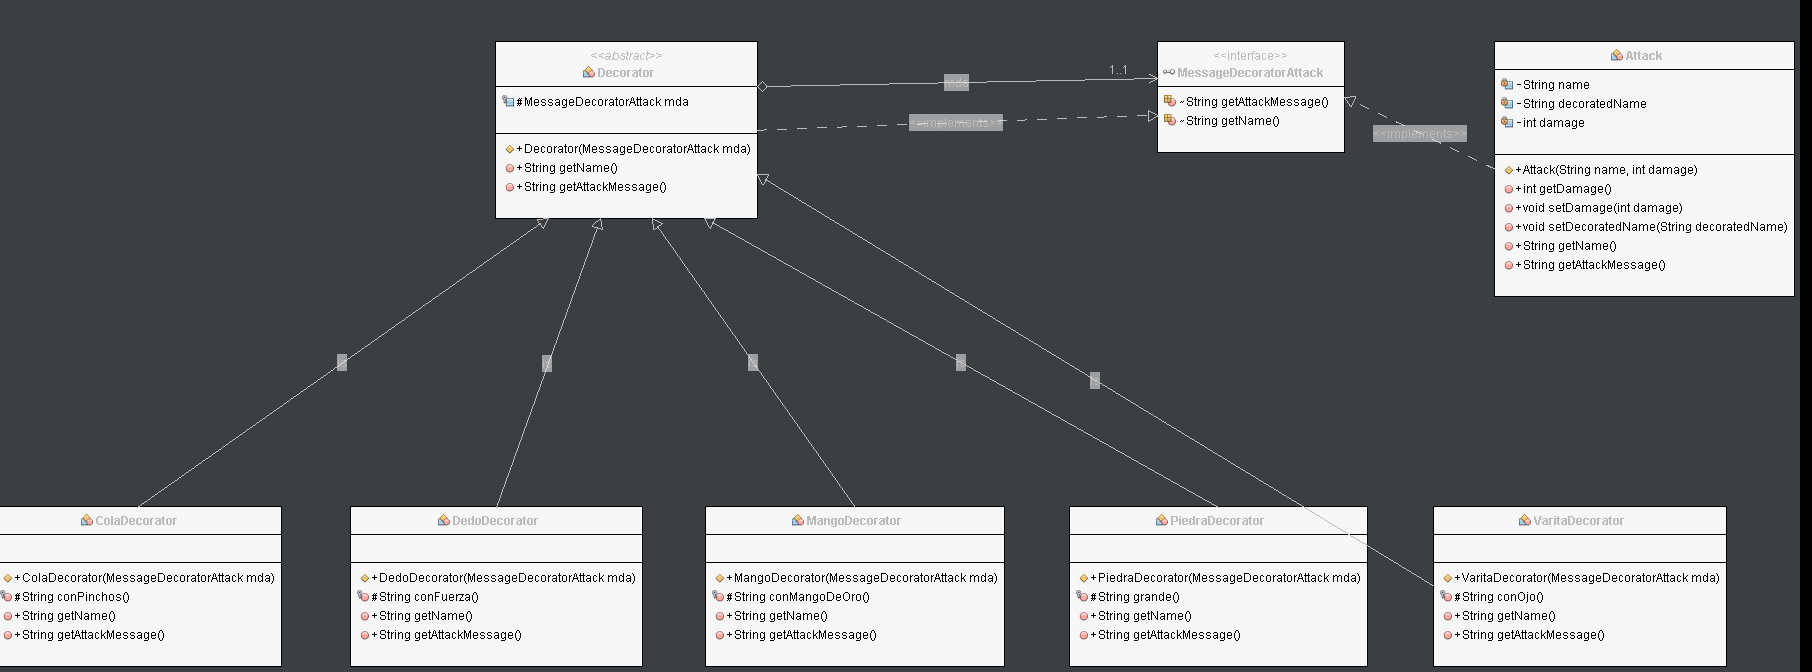 <<abstract>>
Decorator
#MessageDecoratorAttack mda
+Decorator(MessageDecoratorAttack mda)
+String getName()
+String getAttackMessage()
mda
1..1
<<implements>>
<<interface>>
MessageDecoratorAttack
~String getAttackMessage()
~String getName()
<<implements>>
Attack
-String name
-String decoratedName
-int damage
+Attack(String name, int damage)
+int getDamage()
+void setDamage(int damage)
+void setDecoratedName(String decoratedName)
+String getName()
+String getAttackMessage()
ColaDecorator
+ColaDecorator(MessageDecoratorAttack mda)
#String conPinchos()
+String getName()
+String getAttackMessage()
DedoDecorator
+DedoDecorator(MessageDecoratorAttack mda)
#String conFuerza()
+String getName()
+String getAttackMessage()
MangoDecorator
+MangoDecorator(MessageDecoratorAttack mda)
#String conMangoDeOro()
+String getName()
+String getAttackMessage()
PiedraDecorator
+PiedraDecorator(MessageDecoratorAttack mda)
#String grande()
+String getName()
+String getAttackMessage()
VaritaDecorator
+VaritaDecorator(MessageDecoratorAttack mda)
#String conOjo()
+String getName()
+String getAttackMessage()